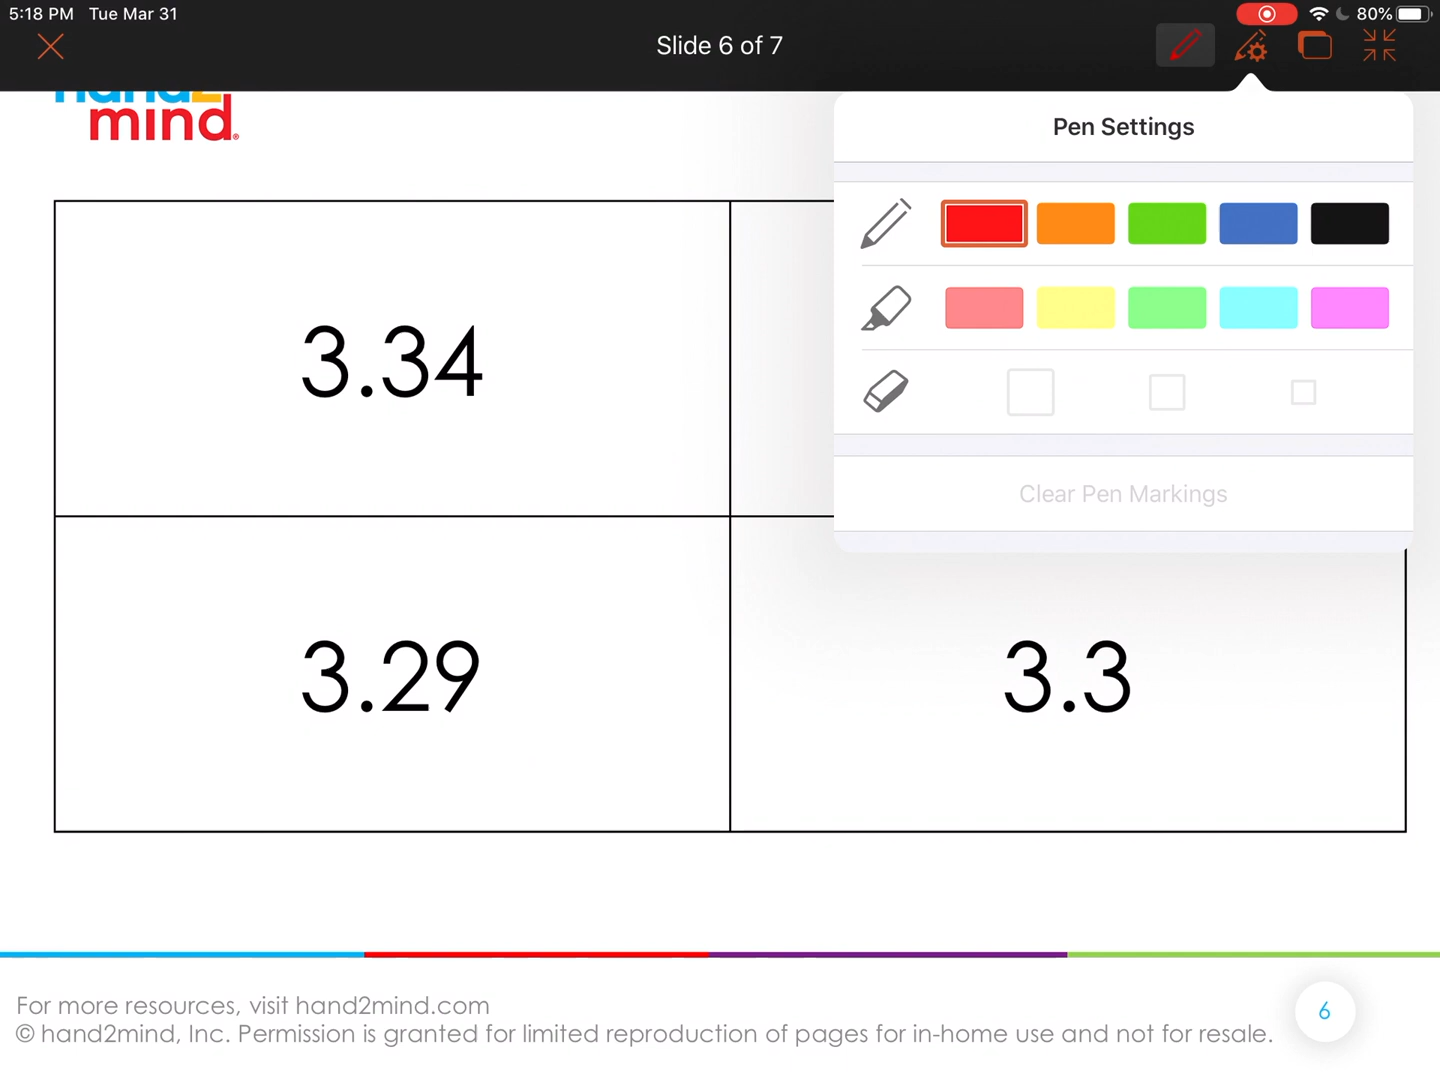 5:18 PM Tue Mar 31
80%
Slide 6 of 7
hand2
mind®
Pen Settings
3.34
Clear Pen Markings
3.29
3.3
For more resources, visit hand2mind.com
© hand2mind, Inc. Permission is granted for limited reproduction of pages for in-home use and not for resale.
6